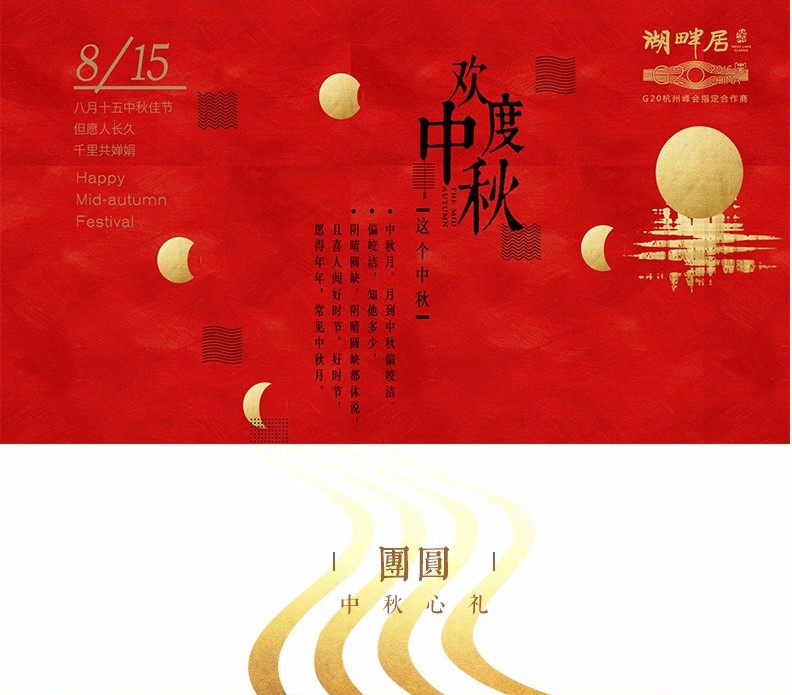 8/15
八月十五中秋佳节
但愿人长久
千里共婵娟
Happy
Mid-autumn
Festival
欢度中秋
THE MID
AUTUMN
这个中秋
• 中秋月。月到中秋偏皎洁。
• 偏皎洁,知他多少,
• 阴晴圆缺。阴晴圆缺都休说,
且喜人间好时节。好时节,
愿得年年,常见中秋月。
湖畔居
WEST LAKE
G20 2016
CHINA
G20杭州峰会指定合作商
團圓
中秋心礼